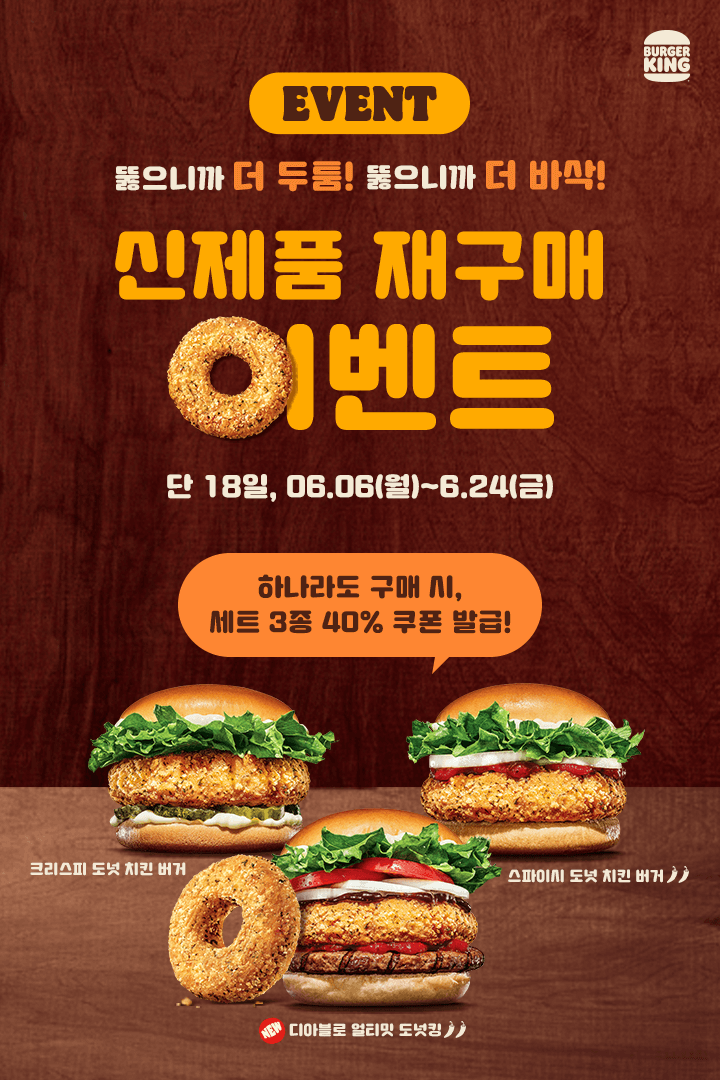 BURGER
KING
EVENT
뚫으니까 더 두툼! 뚫으니까 더 바삭!
신제품 재구매
이벤트
단 18일, 06.06(월)~6.24(금)
하나라도 구매 시,
세트 3종 40% 쿠폰 발급!
크리스피 도넛 치킨 버거
스파이시 도넛 치킨 버거
NEW 디아블로 얼티밋 도넛킹